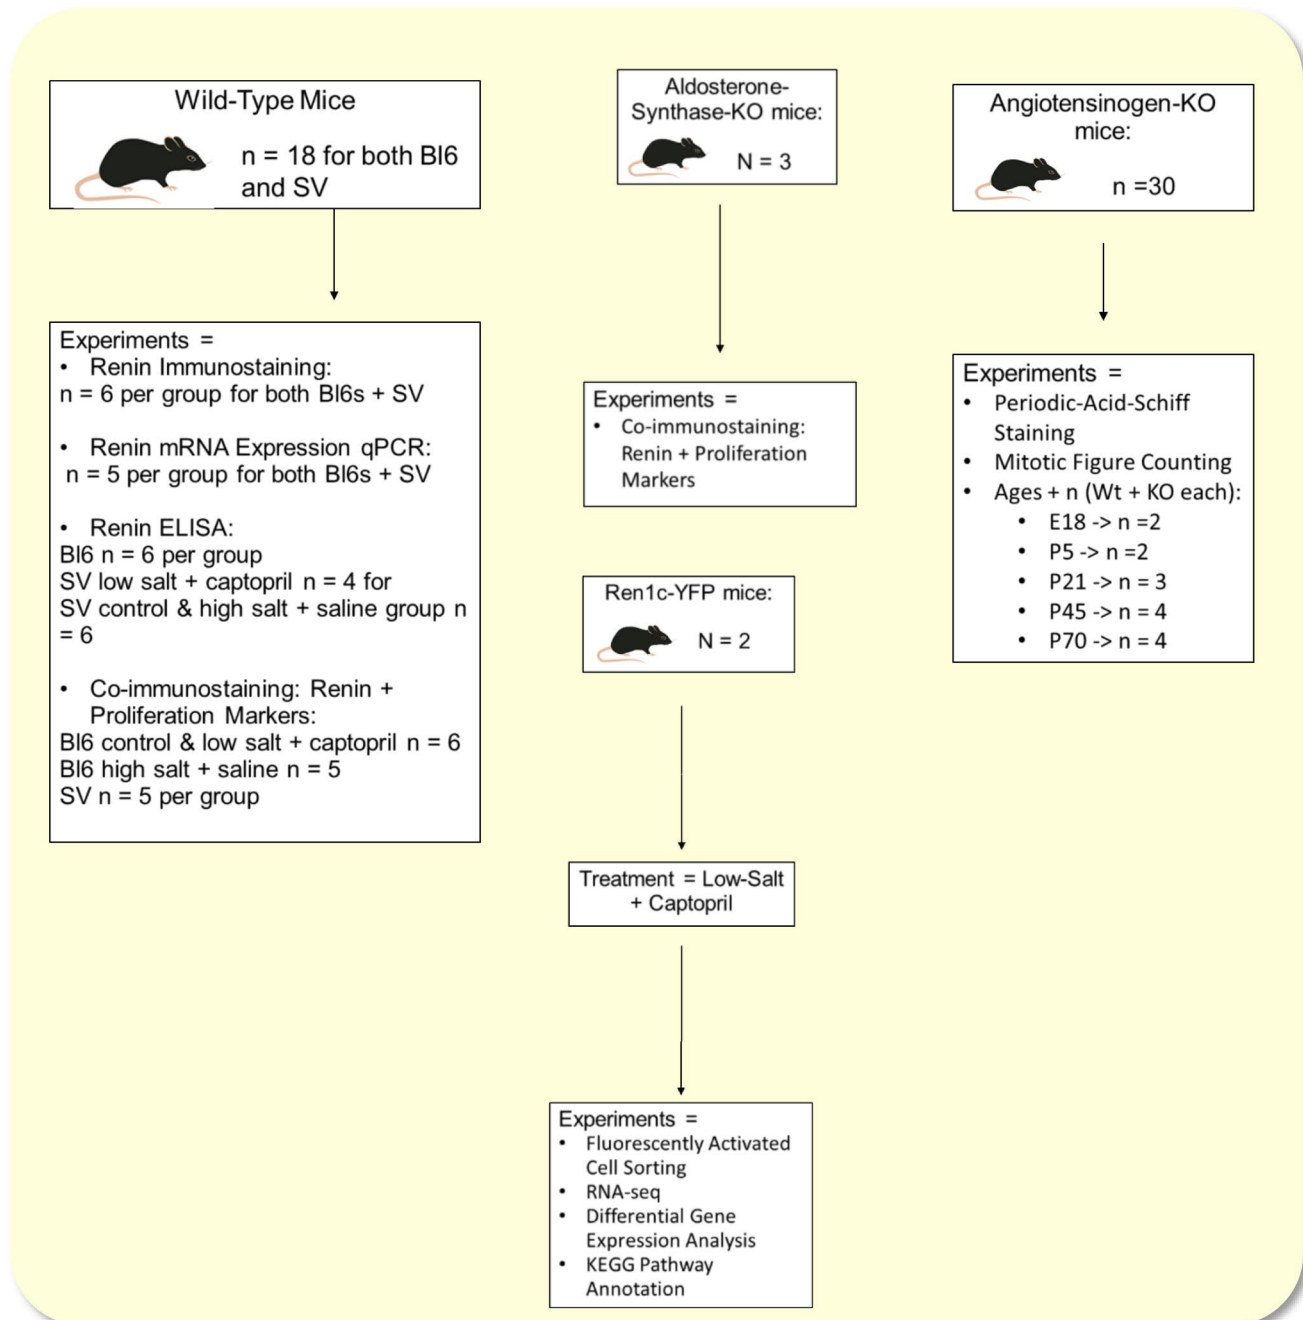 Wild-Type Mice
n = 18 for both Bl6
and SV
Experiments =
• Renin Immunostaining:
n = 6 per group for both Bl6s + SV
• Renin mRNA Expression qPCR:
n = 5 per group for both Bl6s + SV
• Renin ELISA:
Bl6 n = 6 per group
SV low salt + captopril n = 4 for
SV control & high salt + saline group n
= 6
• Co-immunostaining: Renin +
Proliferation Markers:
Bl6 control & low salt + captopril n = 6
Bl6 high salt + saline n = 5
SV n = 5 per group
Aldosterone-
Synthase-KO mice:
N = 3
Experiments =
• Co-immunostaining:
Renin + Proliferation
Markers
Ren1c-YFP mice:
N = 2
Treatment = Low-Salt
+ Captopril
Experiments =
• Fluorescently Activated
Cell Sorting
• RNA-seq
• Differential Gene
Expression Analysis
• KEGG Pathway
Annotation
Angiotensinogen-KO
mice:
n =30
Experiments =
• Periodic-Acid-Schiff
Staining
• Mitotic Figure Counting
• Ages + n (Wt + KO each):
• E18 -> n =2
• P5 -> n =2
• P21 -> n = 3
• P45 -> n = 4
• P70 -> n = 4